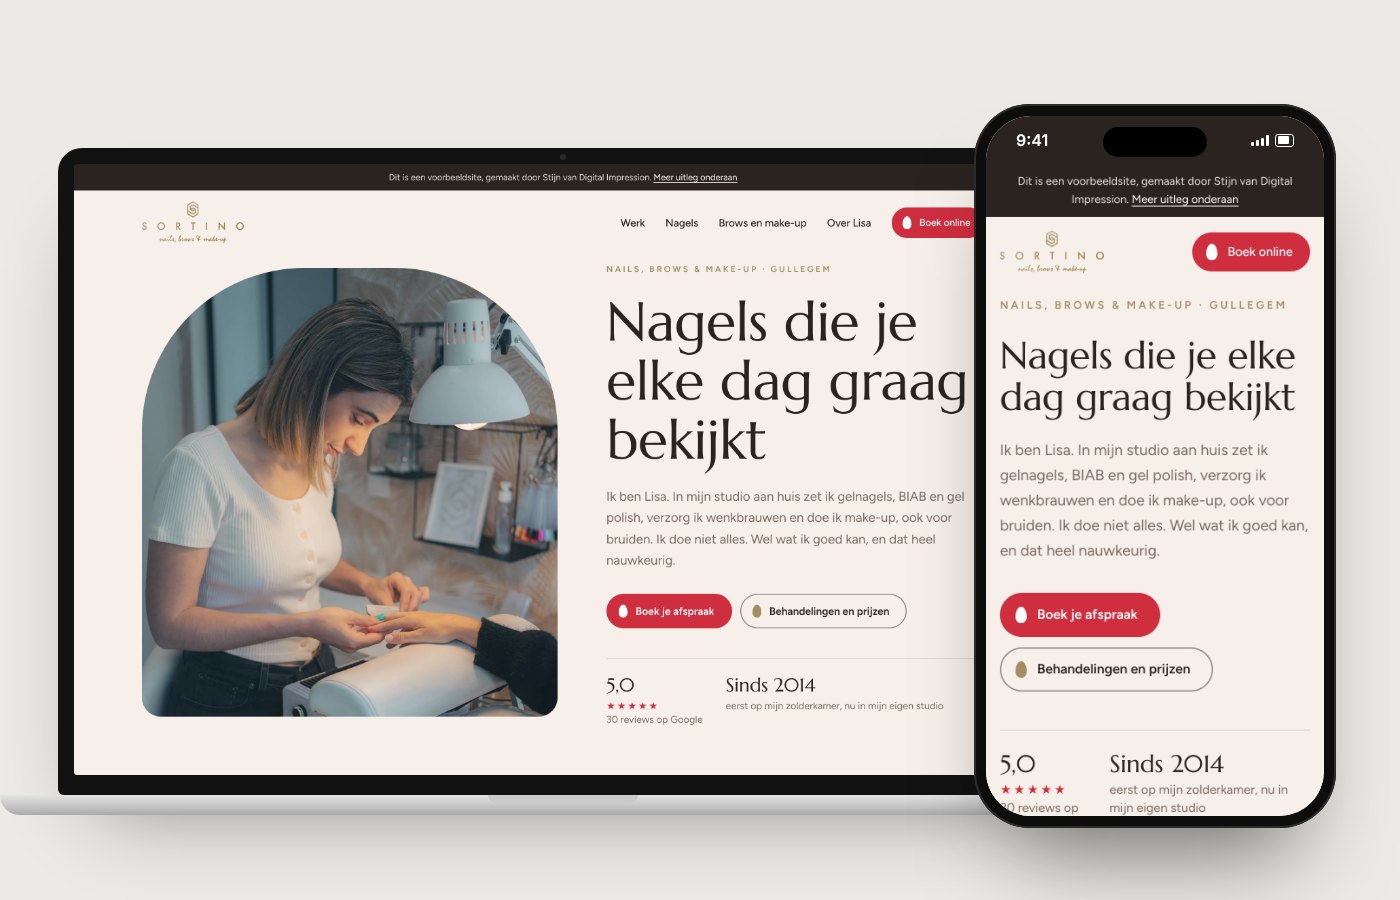 Dit is een voorbeeldsite, gemaakt door Stijn van Digital Impression. Meer uitleg onderaan
SORTINO
nails, brows & make-up
Werk
Nagels
Brows en make-up
Over Lisa
Boek online
NAILS, BROWS & MAKE-UP · GULLEGEM
Nagels die je
elke dag graag
bekijkt
Ik ben Lisa. In mijn studio aan huis zet ik gelnagels, BIAB en gel
polish, verzorg ik wenkbrauwen en doe ik make-up, ook voor
bruiden. Ik doe niet alles. Wel wat ik goed kan, en dat heel
nauwkeurig.
Boek je afspraak
Behandelingen en prijzen
5,0
★★★★★
30 reviews op Google
Sinds 2014
eerst op mijn zolderkamer, nu in mijn eigen studio
9:41
Dit is een voorbeeldsite, gemaakt door Stijn van Digital
Impression. Meer uitleg onderaan
SORTINO
nails, brows & make-up
Boek online
NAILS, BROWS & MAKE-UP · GULLEGEM
Nagels die je elke
dag graag bekijkt
Ik ben Lisa. In mijn studio aan huis zet ik
gelnagels, BIAB en gel polish, verzorg ik
wenkbrauwen en doe ik make-up, ook voor
bruiden. Ik doe niet alles. Wel wat ik goed kan,
en dat heel nauwkeurig.
Boek je afspraak
Behandelingen en prijzen
5,0
★★★★★
30 reviews op
Sinds 2014
eerst op mijn zolderkamer, nu in
mijn eigen studio